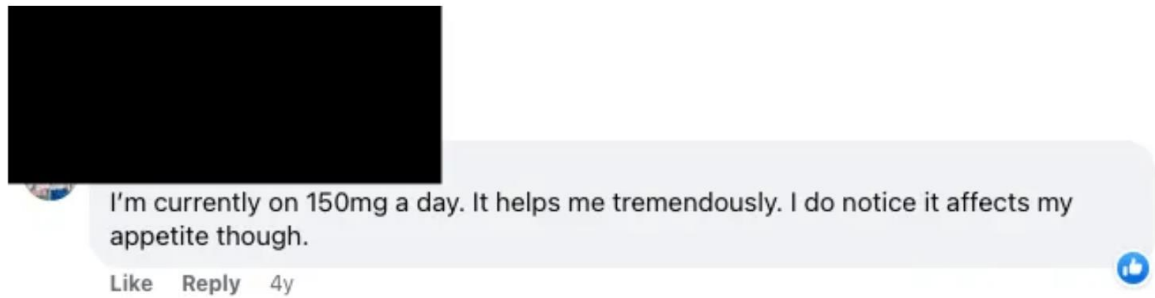 I'm currently on 150mg a day. It helps me tremendously. I do notice it affects my
appetite though.
Like Reply 4y